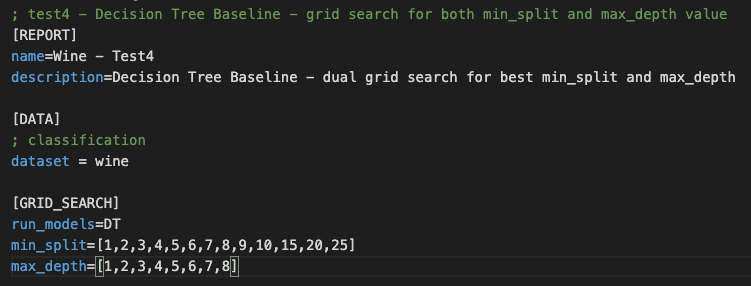 ; test4 - Decision Tree Baseline - grid search for both min_split and max_depth value
[REPORT]
name=Wine - Test4
description=Decision Tree Baseline - dual grid search for best min_split and max_depth
[DATA]
; classification
dataset = wine
[GRID_SEARCH]
run_models=DT
min_split=[1,2,3,4,5,6,7,8,9,10,15,20,25]
max_depth=[1,2,3,4,5,6,7,8]